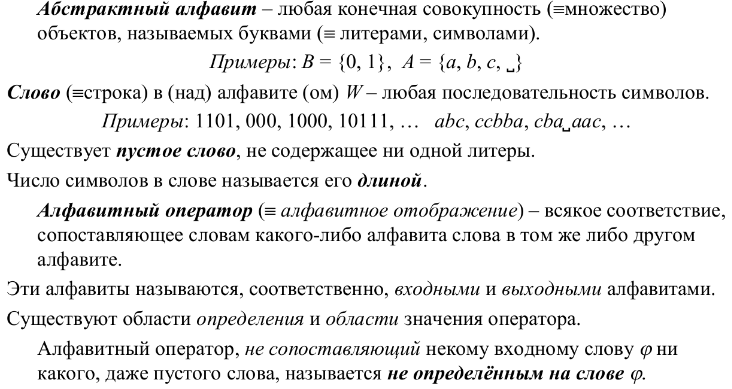 Абстрактный алфавит – любая конечная совокупность (≡множество)
объектов, называемых буквами (≡ литерами, символами).
Примеры: B = {0, 1}, A = {a, b, c, ␣}
Слово (≡строка) в (над) алфавите (ом) W – любая последовательность символов.
Примеры: 1101, 000, 1000, 10111, … abc, ccbba, cba␣aac, …
Существует пустое слово, не содержащее ни одной литеры.
Число символов в слове называется его длиной.
Алфавитный оператор (≡ алфавитное отображение) – всякое соответствие,
сопоставляющее словам какого-либо алфавита слова в том же либо другом
алфавите.
Эти алфавиты называются, соответственно, входными и выходными алфавитами.
Существуют области определения и области значения оператора.
Алфавитный оператор, не сопоставляющий некому входному слову φ ни
какого, даже пустого слова, называется не определённым на слове φ.